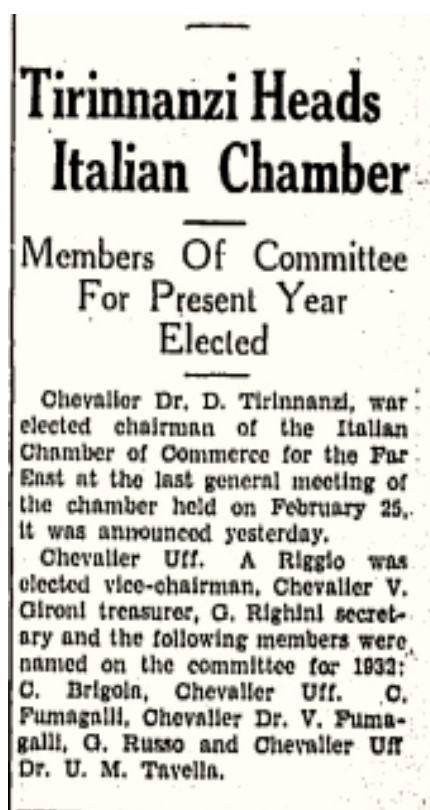 Tirinnanzi Heads
Italian Chamber
Members Of Committee
For Present Year
Elected
Chevalier Dr. D. Tirinnanzi, war
elected chairman of the Italian
Chamber of Commerce for the Far
East at the last general meeting of
the chamber held on February 25,
it was announced yesterday.
Chevalier Uff. A Riggio was
elected vice-chairman, Chevalier V.
Gironi treasurer, G. Righini secret-
ary and the following members were
named on the committee for 1932:
C. Brigola, Chevalier Uff. C.
Fumagalli, Chevalier Dr. V. Fuma-
galli, G. Russo and Chevalier Uff
Dr. U. M. Tavella.